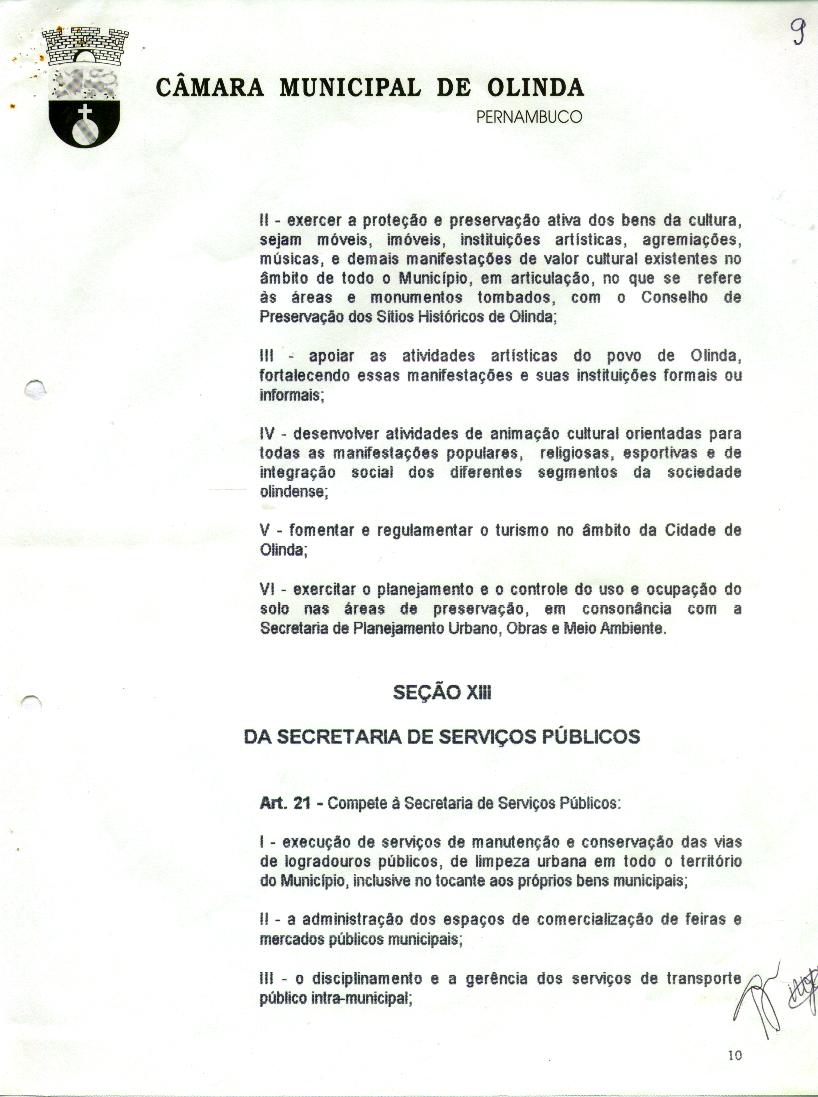 9
CÂMARA MUNICIPAL DE OLINDA
PERNAMBUCO
II - exercer a proteção e preservação ativa dos bens da cultura,
sejam móveis, imóveis, instituições artísticas, agremiações,
músicas, e demais manifestações de valor cultural existentes no
âmbito de todo o Município, em articulação, no que se refere
às áreas e monumentos tombados, com o Conselho de
Preservação dos Sítios Históricos de Olinda;
III - apoiar as atividades artísticas do povo de Olinda,
fortalecendo essas manifestações e suas instituições formais ou
informais;
IV - desenvolver atividades de animação cultural orientadas para
todas as manifestações populares, religiosas, esportivas e de
integração social dos diferentes segmentos da sociedade
olindense;
V - fomentar e regulamentar o turismo no âmbito da Cidade de
Olinda;
VI - exercitar o planejamento e o controle do uso e ocupação do
solo nas áreas de preservação, em consonância com a
Secretaria de Planejamento Urbano, Obras e Meio Ambiente.
SEÇÃO XIII
DA SECRETARIA DE SERVIÇOS PÚBLICOS
Art. 21 - Compete à Secretaria de Serviços Públicos:
I - execução de serviços de manutenção e conservação das vias
de logradouros públicos, de limpeza urbana em todo o território
do Município, inclusive no tocante aos próprios bens municipais;
II - a administração dos espaços de comercialização de feiras e
mercados públicos municipais;
III - o disciplinamento e a gerência dos serviços de transporte
público intra-municipal;
10